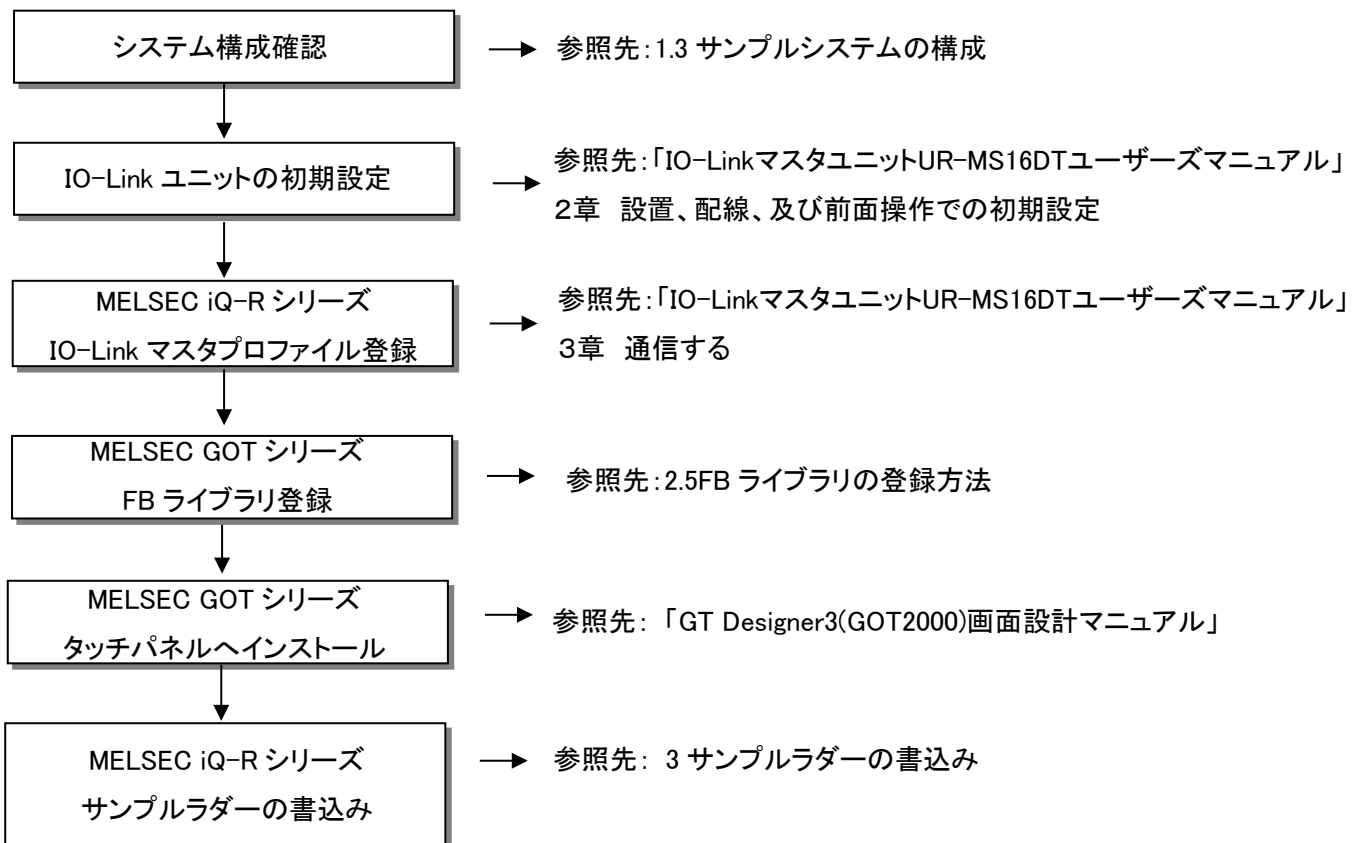 システム構成確認
参照先：1.3 サンプルシステムの構成
IO-Link ユニットの初期設定
参照先：「IO-LinkマスタユニットUR-MS16DTユーザーズマニュアル」
２章　設置、配線、及び前面操作での初期設定
MELSEC iQ-R シリーズ
IO-Link マスタプロファイル登録
参照先：「IO-LinkマスタユニットUR-MS16DTユーザーズマニュアル」
３章　通信する
MELSEC GOT シリーズ
FB ライブラリ登録
参照先：2.5FB ライブラリの登録方法
MELSEC GOT シリーズ
タッチパネルへインストール
参照先： 「GT Designer3(GOT2000)画面設計マニュアル」
MELSEC iQ-R シリーズ
サンプルラダーの書込み
参照先： 3 サンプルラダーの書込み